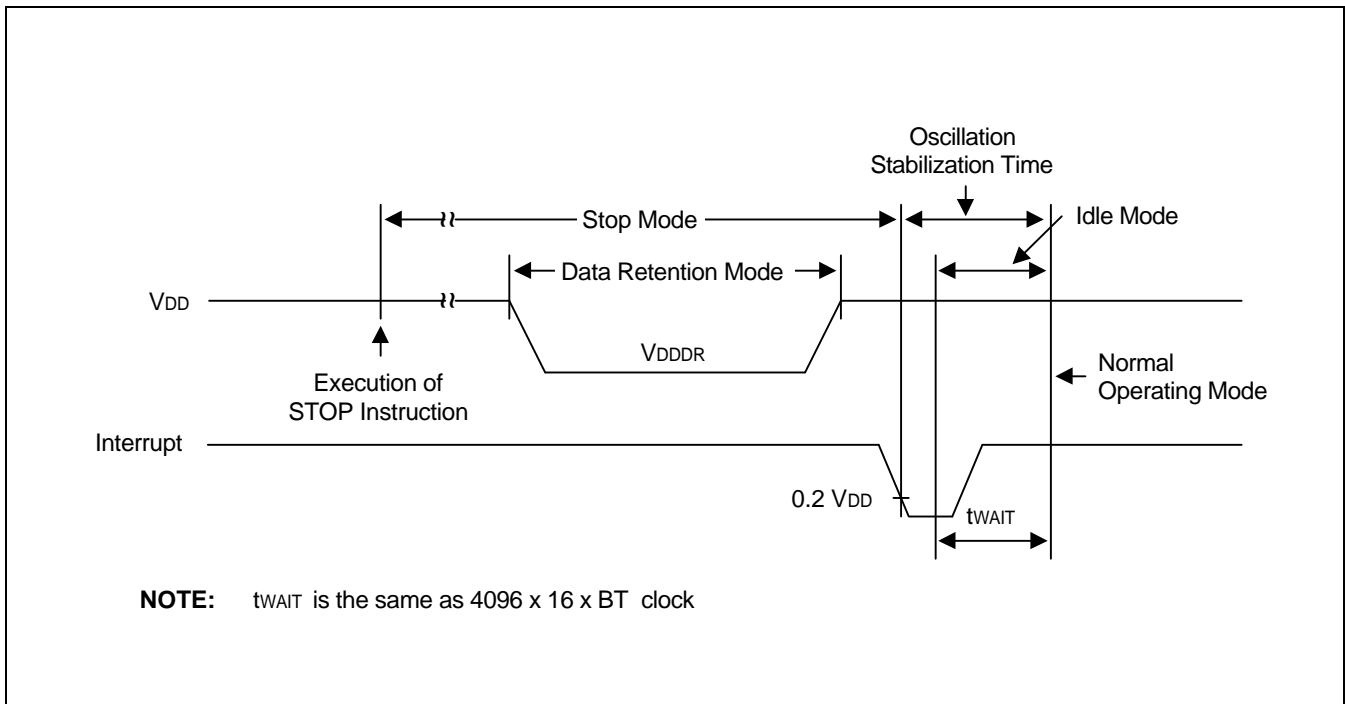 Oscillation
Stabilization Time
Idle Mode
Stop Mode
Data Retention Mode
VDD
VDDDR
Execution of
STOP Instruction
Normal
Operating Mode
Interrupt
0.2 VDD
tWAIT
NOTE: tWAIT is the same as 4096 x 16 x BT clock